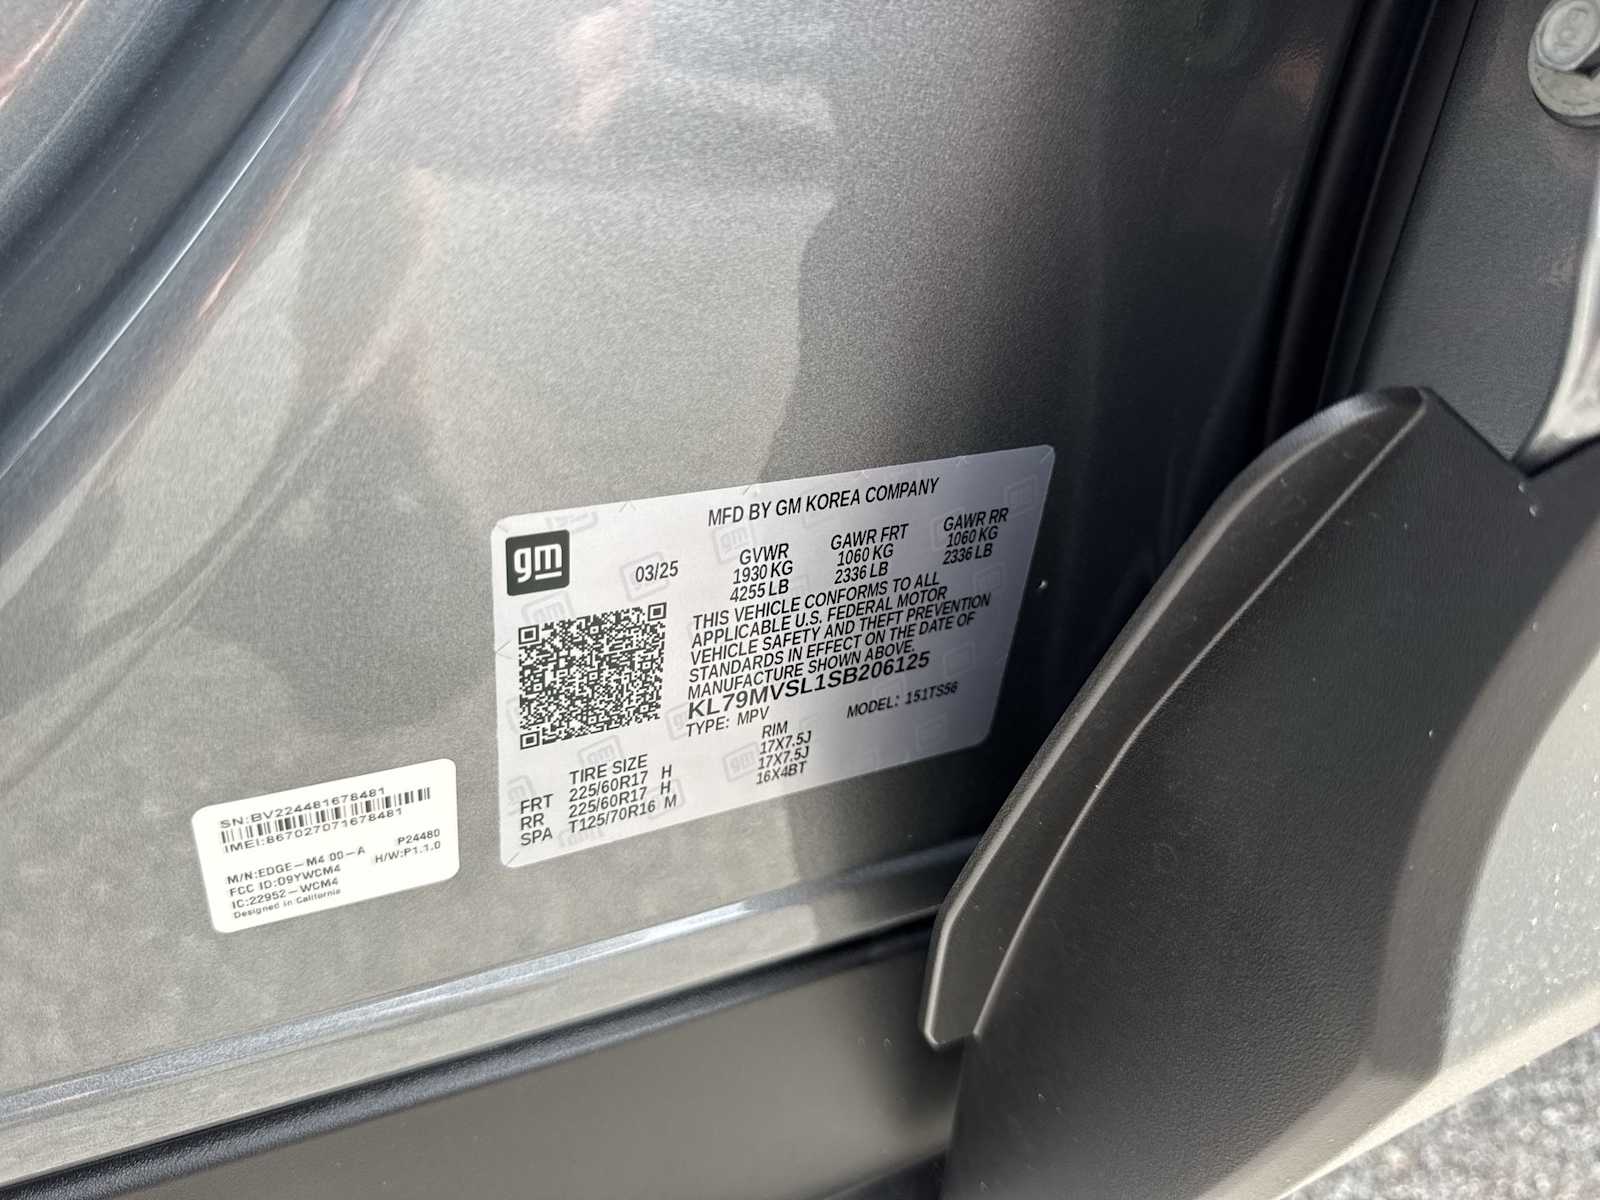 MFD BY GM KOREA COMPANY
gm
03/25
GVWR
1930 KG
4255 LB
GAWR FRT
1060 KG
2336 LB
GAWR RR
1060 KG
2336 LB
THIS VEHICLE CONFORMS TO ALL
APPLICABLE U.S. FEDERAL MOTOR
VEHICLE SAFETY AND THEFT PREVENTION
STANDARDS IN EFFECT ON THE DATE OF
MANUFACTURE SHOWN ABOVE.
KL79MVSL1SB206125
TYPE: MPV MODEL: 151TS56
TIRE SIZE RIM
FRT 225/60R17 H 17X7.5J
RR 225/60R17 H 17X7.5J
SPA T125/70R16 M 16X4BT
SN:BV224481678481
IMEI:867027071678481
P24480
M/N:EDGE-M4 00-A H/W:P1.1.0
FCC ID:09YWCM4
IC:22952-WCM4
Designed in California